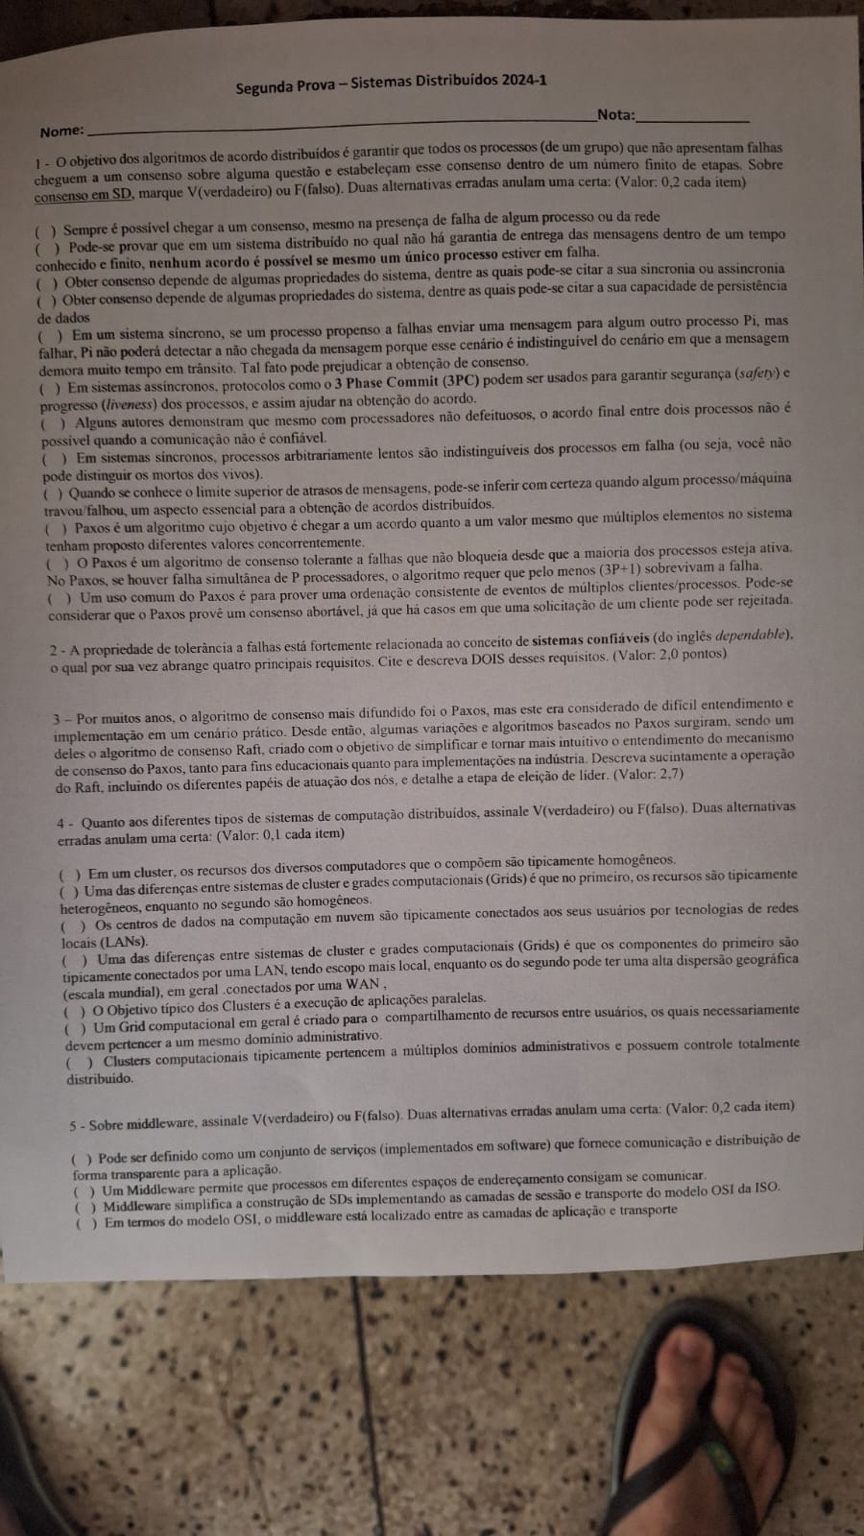 Segunda Prova – Sistemas Distribuídos 2024-1
Nome: ______________________________ Nota:______________
1 - O objetivo dos algoritmos de acordo distribuídos é garantir que todos os processos (de um grupo) que não apresentam falhas
cheguem a um consenso sobre alguma questão e estabeleçam esse consenso dentro de um número finito de etapas. Sobre
consenso em SD, marque V(verdadeiro) ou F(falso). Duas alternativas erradas anulam uma certa: (Valor: 0,2 cada item)
( ) Sempre é possível chegar a um consenso, mesmo na presença de falha de algum processo ou da rede
( ) Pode-se provar que em um sistema distribuído no qual não há garantia de entrega das mensagens dentro de um tempo
conhecido e finito, nenhum acordo é possível se mesmo um único processo estiver em falha.
( ) Obter consenso depende de algumas propriedades do sistema, dentre as quais pode-se citar a sua sincronia ou assincronia
( ) Obter consenso depende de algumas propriedades do sistema, dentre as quais pode-se citar a sua capacidade de persistência
de dados
( ) Em um sistema síncrono, se um processo propenso a falhas enviar uma mensagem para algum outro processo Pi, mas
falhar, Pi não poderá detectar a não chegada da mensagem porque esse cenário é indistinguível do cenário em que a mensagem
demora muito tempo em trânsito. Tal fato pode prejudicar a obtenção de consenso.
( ) Em sistemas assíncronos, protocolos como o 3 Phase Commit (3PC) podem ser usados para garantir segurança (safety) e
progresso (liveness) dos processos, e assim ajudar na obtenção do acordo.
( ) Alguns autores demonstram que mesmo com processadores não defeituosos, o acordo final entre dois processos não é
possível quando a comunicação não é confiável.
( ) Em sistemas síncronos, processos arbitrariamente lentos são indistinguíveis dos processos em falha (ou seja, você não
pode distinguir os mortos dos vivos).
( ) Quando se conhece o limite superior de atrasos de mensagens, pode-se inferir com certeza quando algum processo/máquina
travou/falhou, um aspecto essencial para a obtenção de acordos distribuídos.
( ) Paxos é um algoritmo cujo objetivo é chegar a um acordo quanto a um valor mesmo que múltiplos elementos no sistema
tenham proposto diferentes valores concorrentemente.
( ) O Paxos é um algoritmo de consenso tolerante a falhas que não bloqueia desde que a maioria dos processos esteja ativa.
No Paxos, se houver falha simultânea de P processadores, o algoritmo requer que pelo menos (3P+1) sobrevivam a falha.
( ) Um uso comum do Paxos é para prover uma ordenação consistente de eventos de múltiplos clientes/processos. Pode-se
considerar que o Paxos provê um consenso abortável, já que há casos em que uma solicitação de um cliente pode ser rejeitada.
2 - A propriedade de tolerância a falhas está fortemente relacionada ao conceito de sistemas confiáveis (do inglês dependable),
o qual por sua vez abrange quatro principais requisitos. Cite e descreva DOIS desses requisitos. (Valor: 2,0 pontos)
3 – Por muitos anos, o algoritmo de consenso mais difundido foi o Paxos, mas este era considerado de difícil entendimento e
implementação em um cenário prático. Desde então, algumas variações e algoritmos baseados no Paxos surgiram, sendo um
deles o algoritmo de consenso Raft, criado com o objetivo de simplificar e tornar mais intuitivo o entendimento do mecanismo
de consenso do Paxos, tanto para fins educacionais quanto para implementações na indústria. Descreva sucintamente a operação
do Raft, incluindo os diferentes papéis de atuação dos nós, e detalhe a etapa de eleição de líder. (Valor: 2,7)
4 - Quanto aos diferentes tipos de sistemas de computação distribuídos, assinale V(verdadeiro) ou F(falso). Duas alternativas
erradas anulam uma certa: (Valor: 0,1 cada item)
( ) Em um cluster, os recursos dos diversos computadores que o compõem são tipicamente homogêneos.
( ) Uma das diferenças entre sistemas de cluster e grades computacionais (Grids) é que no primeiro, os recursos são tipicamente
heterogêneos, enquanto no segundo são homogêneos.
( ) Os centros de dados na computação em nuvem são tipicamente conectados aos seus usuários por tecnologias de redes
locais (LANs).
( ) Uma das diferenças entre sistemas de cluster e grades computacionais (Grids) é que os componentes do primeiro são
tipicamente conectados por uma LAN, tendo escopo mais local, enquanto os do segundo pode ter uma alta dispersão geográfica
(escala mundial), em geral .conectados por uma WAN ,
( ) O Objetivo típico dos Clusters é a execução de aplicações paralelas.
( ) Um Grid computacional em geral é criado para o compartilhamento de recursos entre usuários, os quais necessariamente
devem pertencer a um mesmo domínio administrativo.
( ) Clusters computacionais tipicamente pertencem a múltiplos domínios administrativos e possuem controle totalmente
distribuído.
5 - Sobre middleware, assinale V(verdadeiro) ou F(falso). Duas alternativas erradas anulam uma certa: (Valor: 0,2 cada item)
( ) Pode ser definido como um conjunto de serviços (implementados em software) que fornece comunicação e distribuição de
forma transparente para a aplicação.
( ) Um Middleware permite que processos em diferentes espaços de endereçamento consigam se comunicar.
( ) Middleware simplifica a construção de SDs implementando as camadas de sessão e transporte do modelo OSI da ISO.
( ) Em termos do modelo OSI, o middleware está localizado entre as camadas de aplicação e transporte